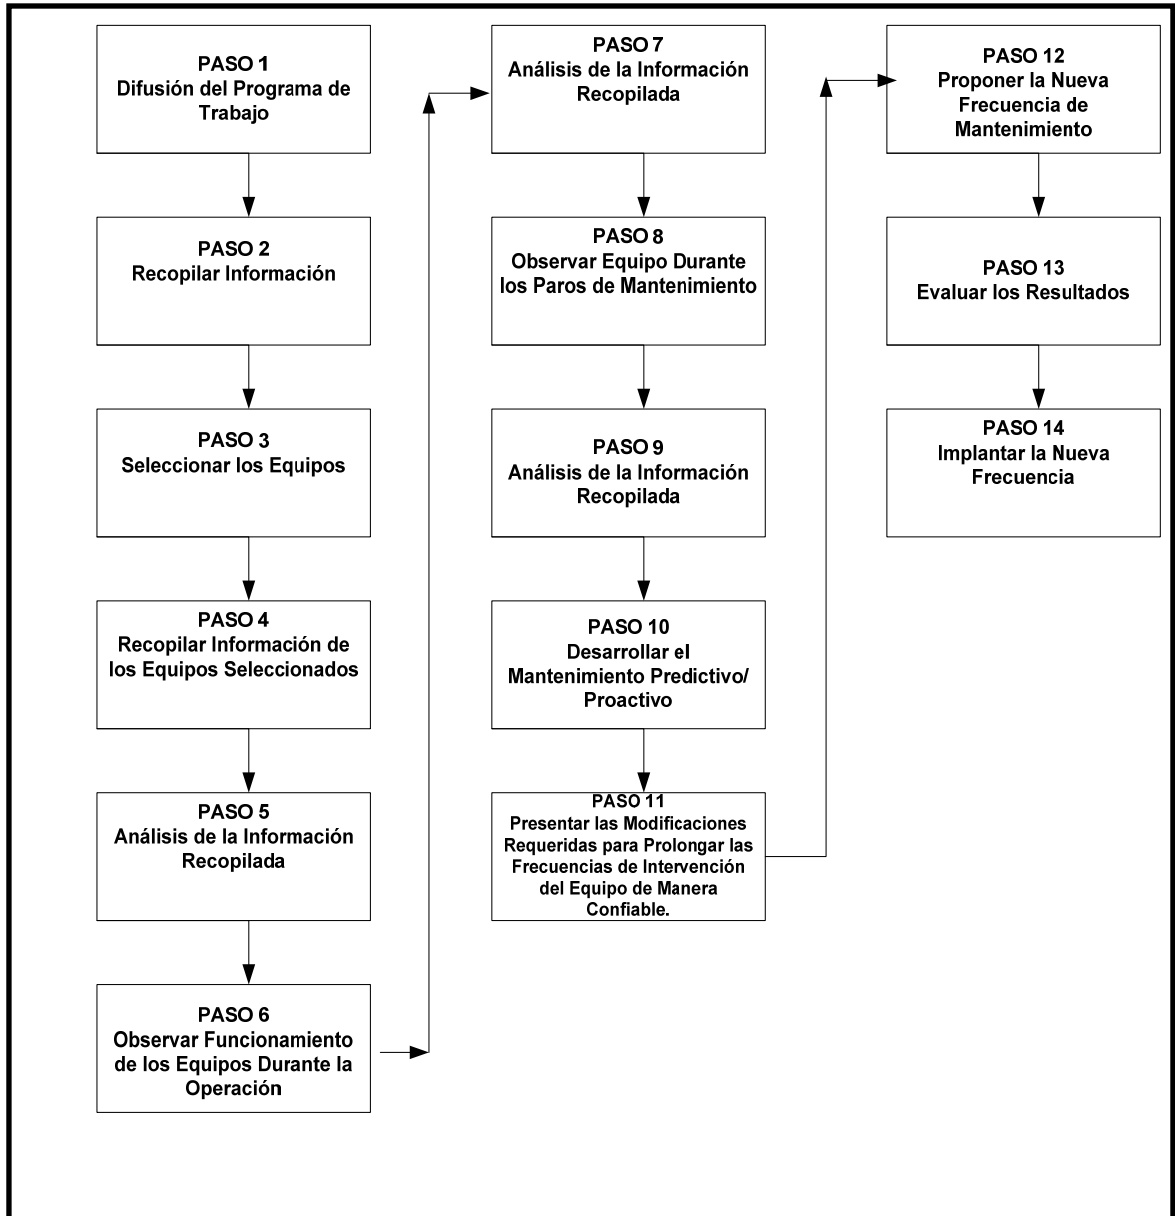 PASO 1
Difusión del Programa de
Trabajo
PASO 2
Recopilar Información
PASO 3
Seleccionar los Equipos
PASO 4
Recopilar Información de
los Equipos Seleccionados
PASO 5
Análisis de la Información
Recopilada
PASO 6
Observar Funcionamiento
de los Equipos Durante la
Operación
PASO 7
Análisis de la Información
Recopilada
PASO 8
Observar Equipo Durante
los Paros de Mantenimiento
PASO 9
Análisis de la Información
Recopilada
PASO 10
Desarrollar el
Mantenimiento Predictivo/
Proactivo
PASO 11
Presentar las Modificaciones
Requeridas para Prolongar las
Frecuencias de Intervención
del Equipo de Manera
Confiable.
PASO 12
Proponer la Nueva
Frecuencia de
Mantenimiento
PASO 13
Evaluar los Resultados
PASO 14
Implantar la Nueva
Frecuencia